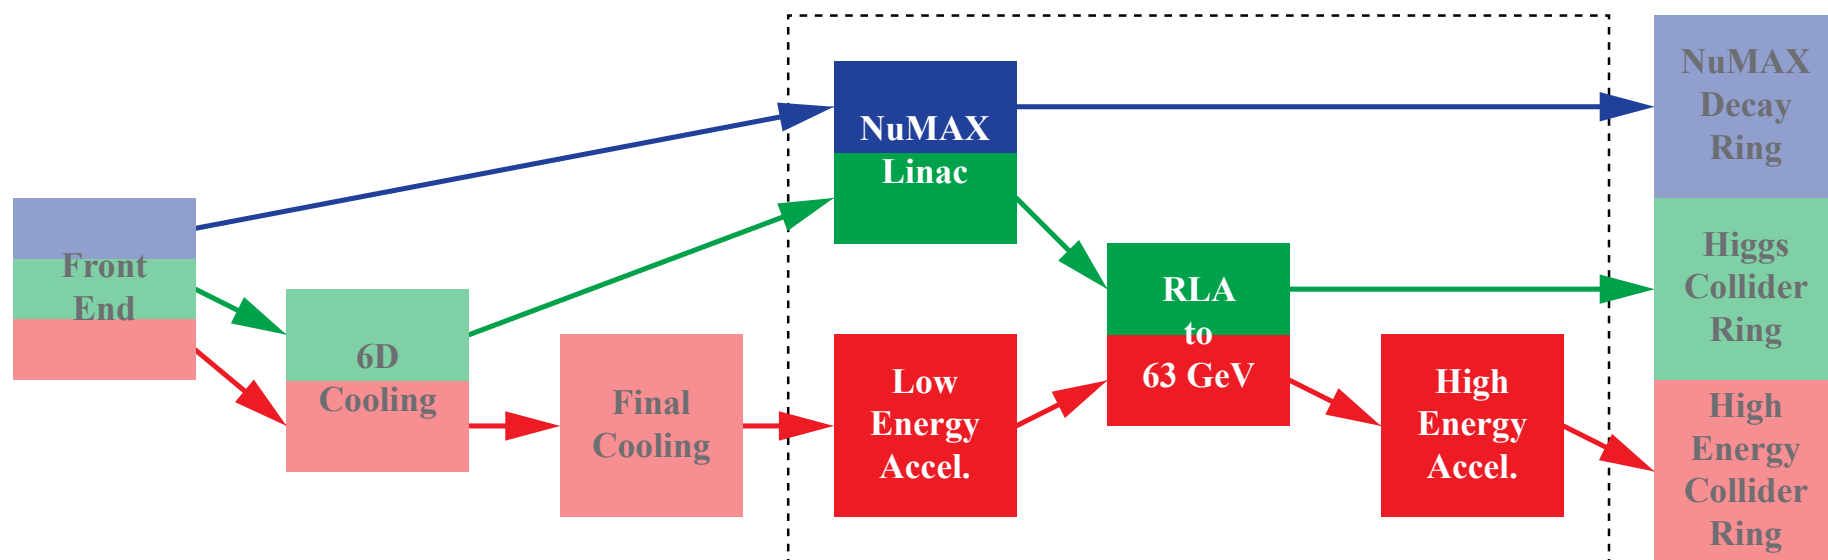 Front
End
6D
Cooling
Final
Cooling
NuMAX
Linac
Low
Energy
Accel.
RLA
to
63 GeV
High
Energy
Accel.
NuMAX
Decay
Ring
Higgs
Collider
Ring
High
Energy
Collider
Ring